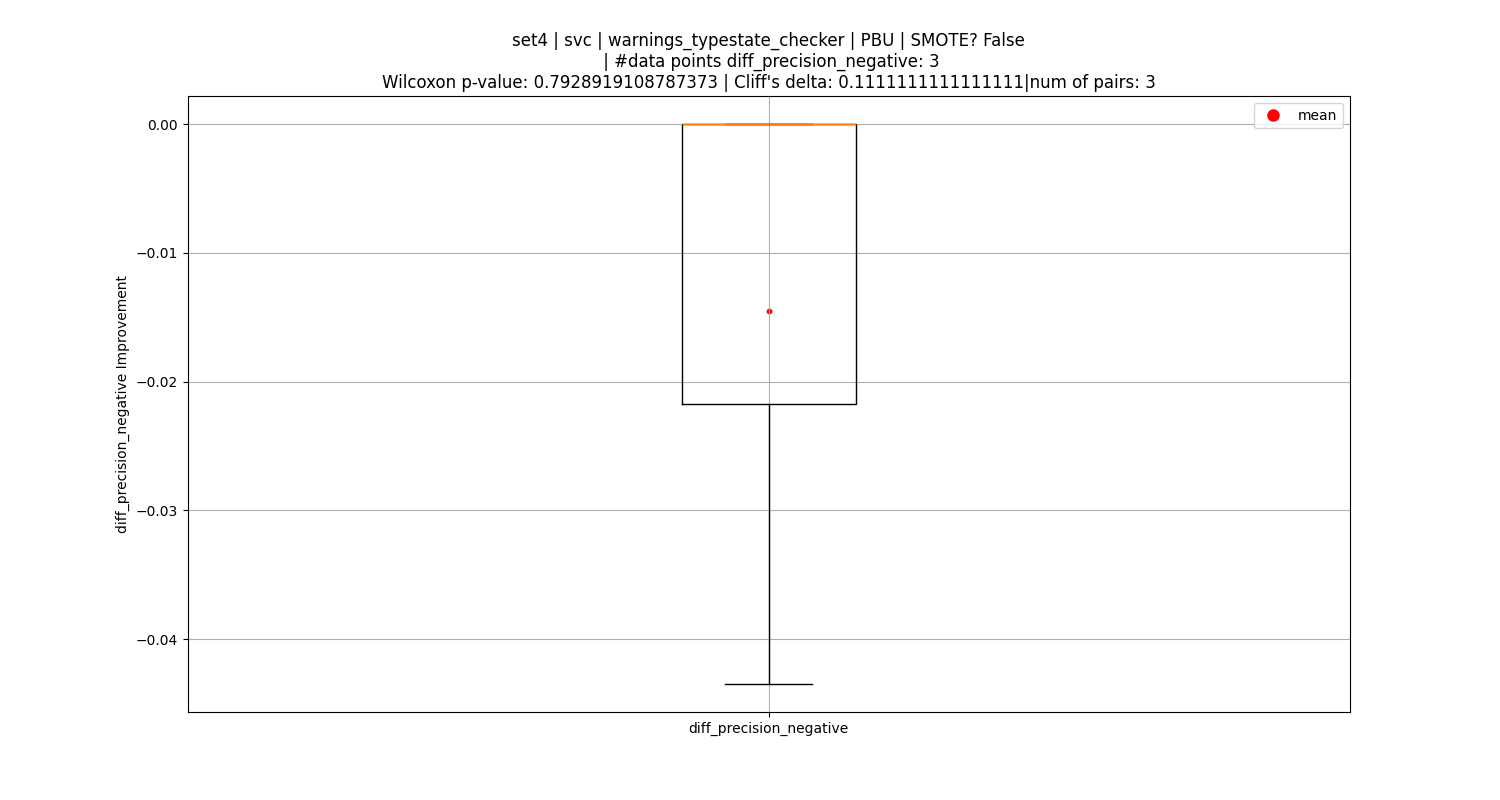 set4 | svc | warnings_typestate_checker | PBU | SMOTE? False
| #data points diff_precision_negative: 3
Wilcoxon p-value: 0.7928919108787373 | Cliff's delta: 0.1111111111111111|num of pairs: 3
mean
0.00
−0.01
−0.02
−0.03
−0.04
diff_precision_negative Improvement
diff_precision_negative